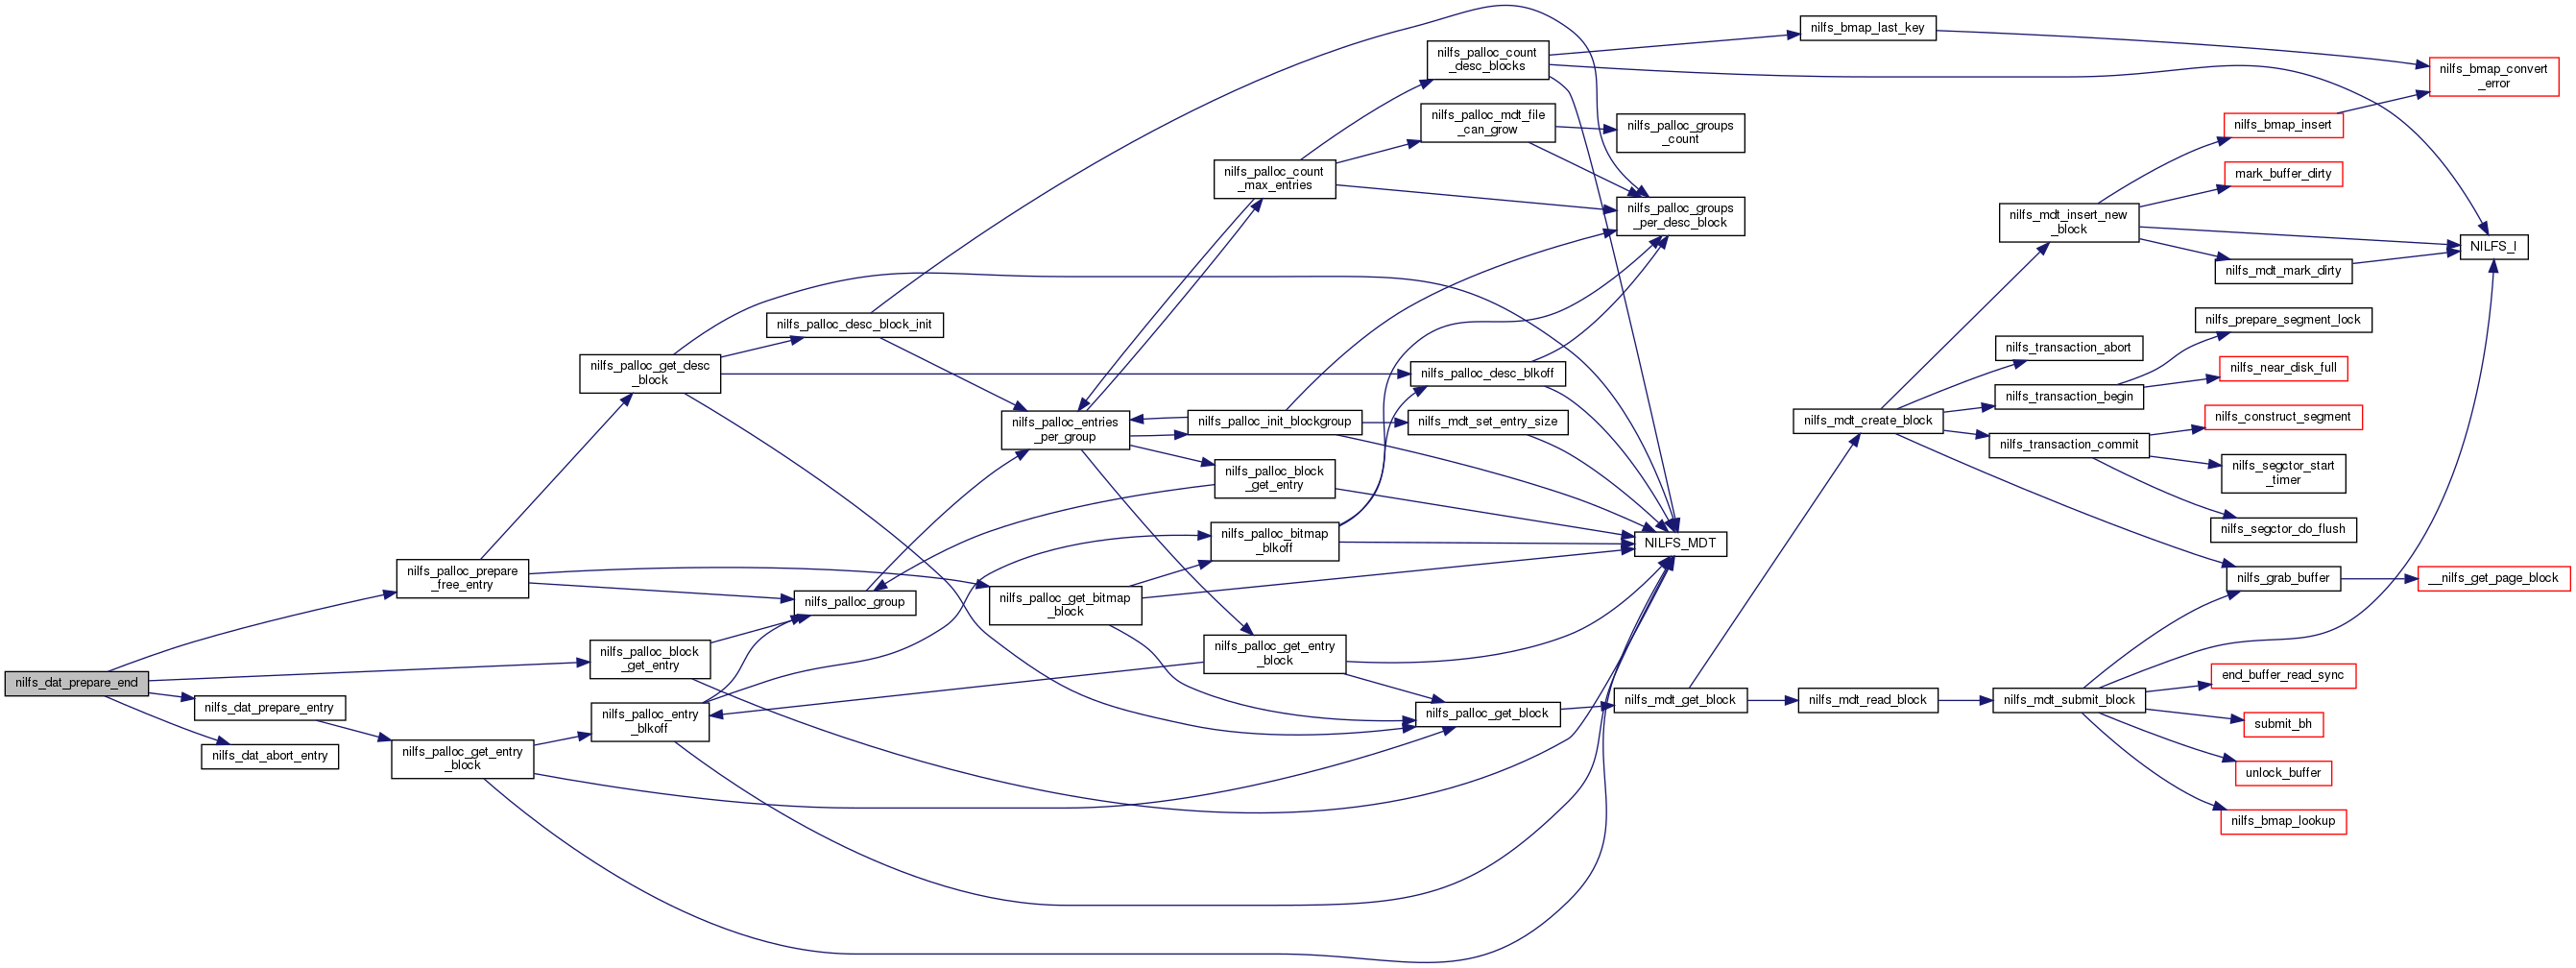 nilfs_dat_prepare_end
nilfs_palloc_prepare
_free_entry
nilfs_dat_prepare_entry
nilfs_dat_abort_entry
nilfs_palloc_get_entry
_block
nilfs_palloc_get_desc
_block
nilfs_palloc_block
_get_entry
nilfs_palloc_entry
_blkoff
nilfs_palloc_desc_block_init
nilfs_palloc_group
nilfs_palloc_entries
_per_group
nilfs_palloc_get_bitmap
_block
nilfs_palloc_count
_max_entries
nilfs_palloc_init_blockgroup
nilfs_palloc_block
_get_entry
nilfs_palloc_bitmap
_blkoff
nilfs_palloc_get_entry
_block
nilfs_palloc_count
_desc_blocks
nilfs_palloc_mdt_file
_can_grow
nilfs_palloc_desc_blkoff
nilfs_mdt_set_entry_size
nilfs_palloc_get_block
nilfs_palloc_groups
_count
nilfs_palloc_groups
_per_desc_block
NILFS_MDT
nilfs_mdt_get_block
nilfs_bmap_last_key
nilfs_mdt_create_block
nilfs_mdt_read_block
nilfs_mdt_insert_new
_block
nilfs_transaction_abort
nilfs_transaction_begin
nilfs_transaction_commit
nilfs_mdt_submit_block
nilfs_bmap_insert
mark_buffer_dirty
nilfs_mdt_mark_dirty
nilfs_prepare_segment_lock
nilfs_near_disk_full
nilfs_construct_segment
nilfs_segctor_start
_timer
nilfs_segctor_do_flush
nilfs_grab_buffer
end_buffer_read_sync
submit_bh
unlock_buffer
nilfs_bmap_lookup
nilfs_bmap_convert
_error
NILFS_I
__nilfs_get_page_block